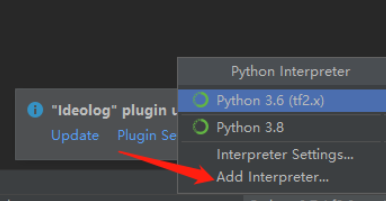 Python Interpreter
"Ideolog" plugin u
Python 3.6 (tf2.x)
Update Plugin Se
Python 3.8
Interpreter Settings...
Add Interpreter...